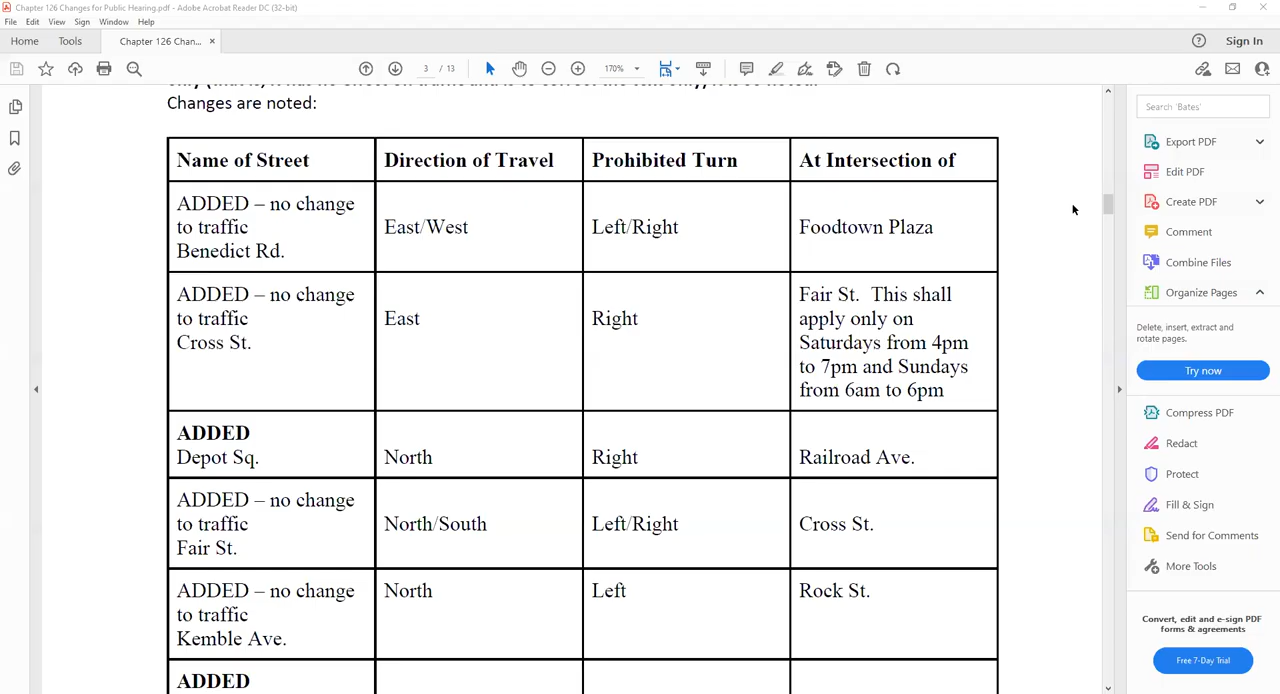 Chapter 126 Changes for Public Hearing.pdf - Adobe Acrobat Reader DC (32-bit)
File Edit View Sign Window Help
Home Tools Chapter 126 Chan... × Sign In
3 / 13 170%
Changes are noted:
Name of Street Direction of Travel Prohibited Turn At Intersection of
ADDED – no change
to traffic
Benedict Rd.
East/West
Left/Right
Foodtown Plaza
ADDED – no change
to traffic
Cross St.
East
Right
Fair St. This shall
apply only on
Saturdays from 4pm
to 7pm and Sundays
from 6am to 6pm
ADDED
Depot Sq. North Right Railroad Ave.
ADDED – no change
to traffic
Fair St.
North/South
Left/Right
Cross St.
ADDED – no change
to traffic
Kemble Ave.
North
Left
Rock St.
ADDED
Search 'Bates'
Export PDF
Edit PDF
Create PDF
Comment
Combine Files
Organize Pages
Delete, insert, extract and
rotate pages.
Try now
Compress PDF
Redact
Protect
Fill & Sign
Send for Comments
More Tools
Convert, edit and e-sign PDF
forms & agreements
Free 7-Day Trial